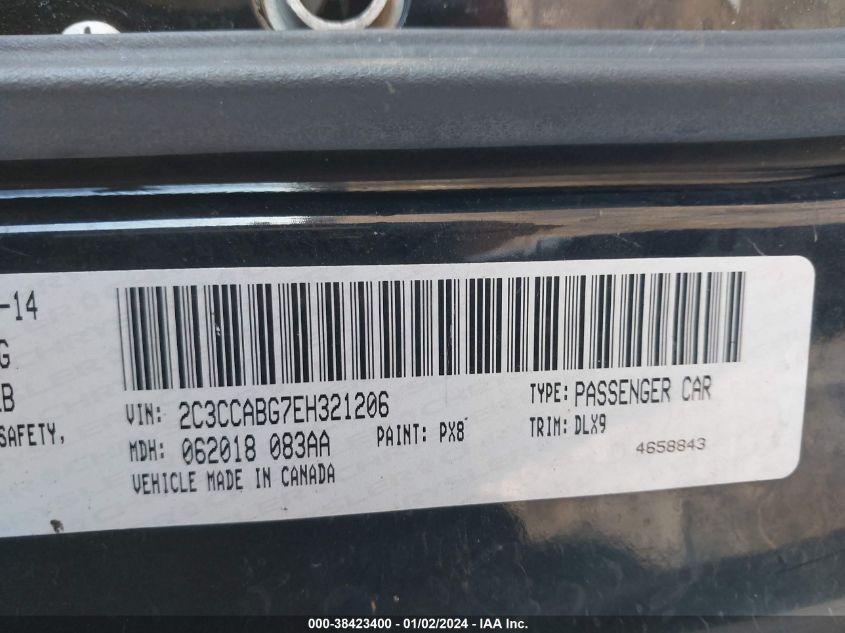 -14
G
LB
SAFETY,
VIN: 2C3CCABG7EH321206
TYPE: PASSENGER CAR
MDH: 062018 083AA
PAINT: PX8
TRIM: DLX9
VEHICLE MADE IN CANADA
4658843
000-38423400 - 01/02/2024 - IAA Inc.